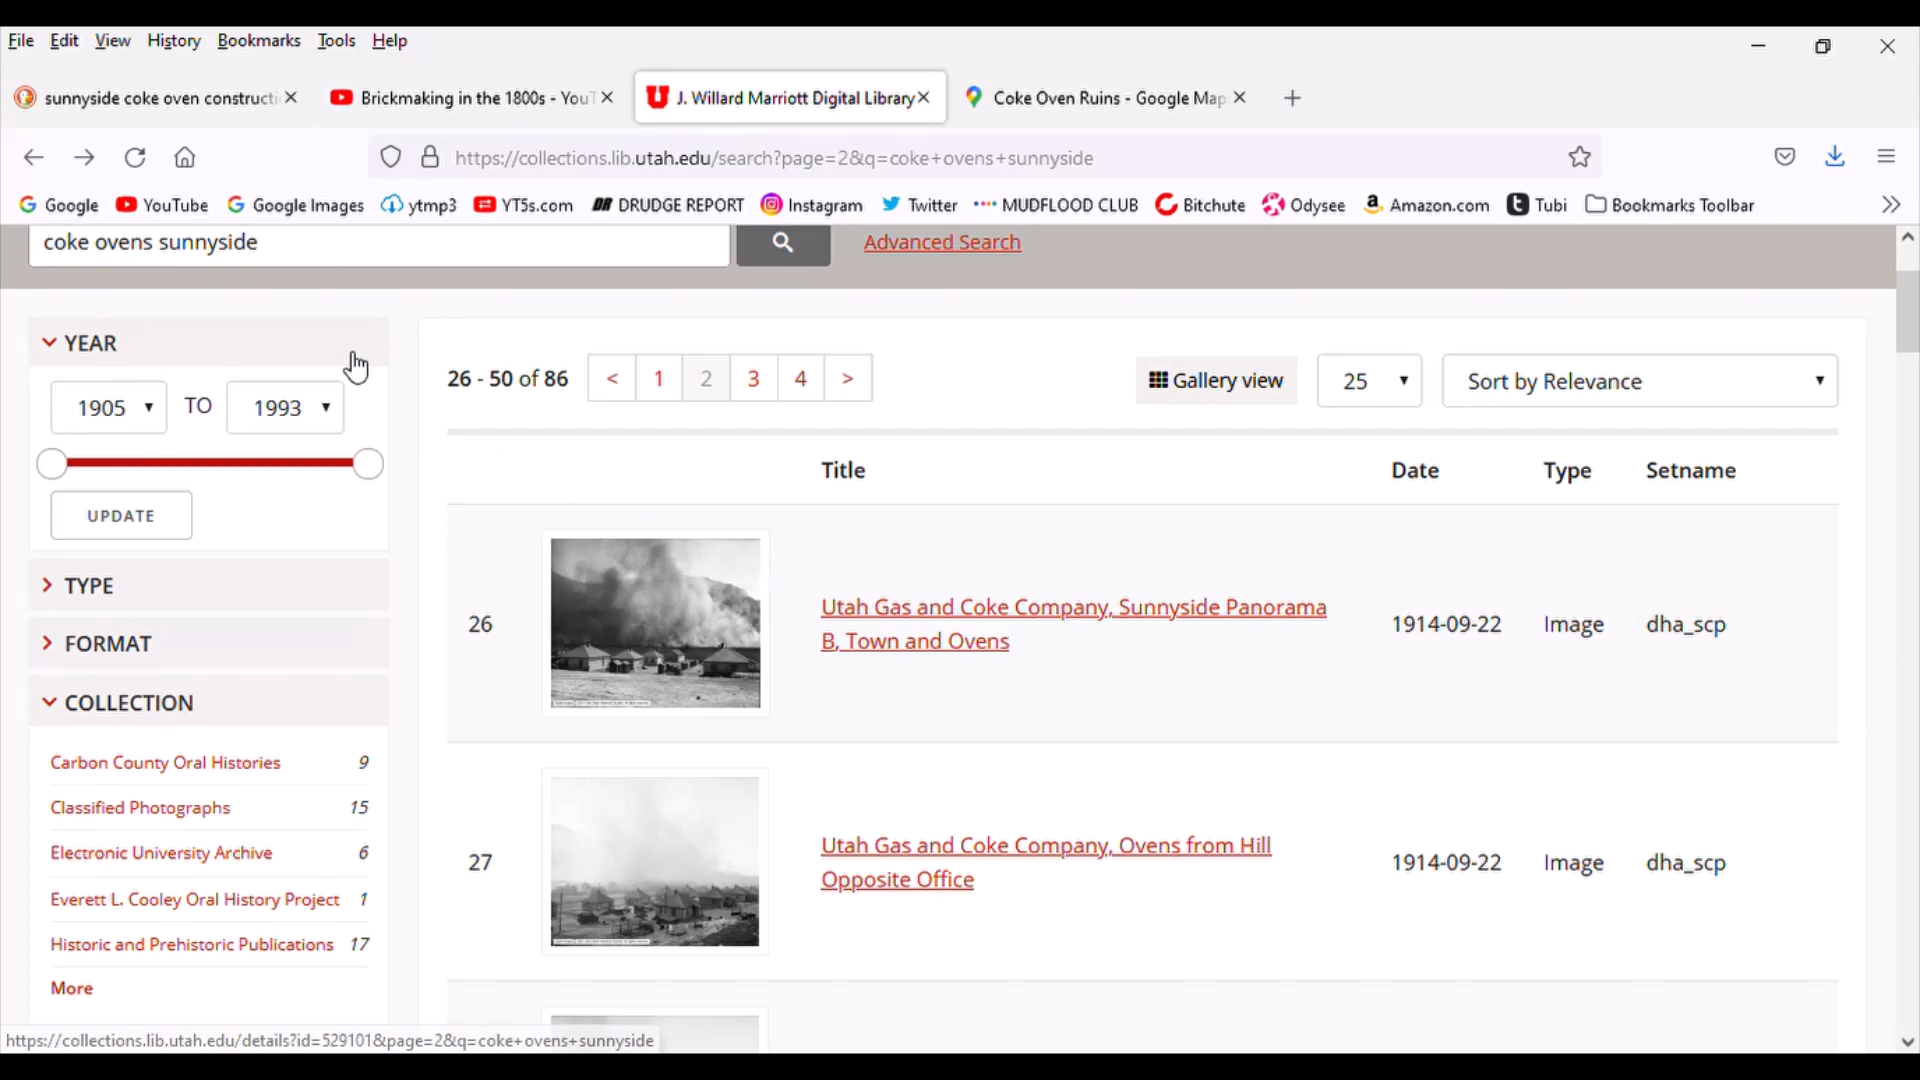 File Edit View History Bookmarks Tools Help
sunnyside coke oven constructi
Brickmaking in the 1800s - YouT
J. Willard Marriott Digital Library
Coke Oven Ruins - Google Map
https://collections.lib.utah.edu/search?page=2&q=coke+ovens+sunnyside
Google YouTube Google Images ytmp3 YT5s.com DRUDGE REPORT Instagram Twitter MUDFLOOD CLUB Bitchute Odysee Amazon.com Tubi Bookmarks Toolbar
coke ovens sunnyside
Advanced Search
YEAR
1905 TO 1993
UPDATE
TYPE
FORMAT
COLLECTION
Carbon County Oral Histories 9
Classified Photographs 15
Electronic University Archive 6
Everett L. Cooley Oral History Project 1
Historic and Prehistoric Publications 17
More
26 - 50 of 86 < 1 2 3 4 > Gallery view 25 Sort by Relevance
Title Date Type Setname
26 Utah Gas and Coke Company, Sunnyside Panorama
B, Town and Ovens
1914-09-22 Image dha_scp
27 Utah Gas and Coke Company, Ovens from Hill
Opposite Office
1914-09-22 Image dha_scp
https://collections.lib.utah.edu/details?id=529101&page=2&q=coke+ovens+sunnyside